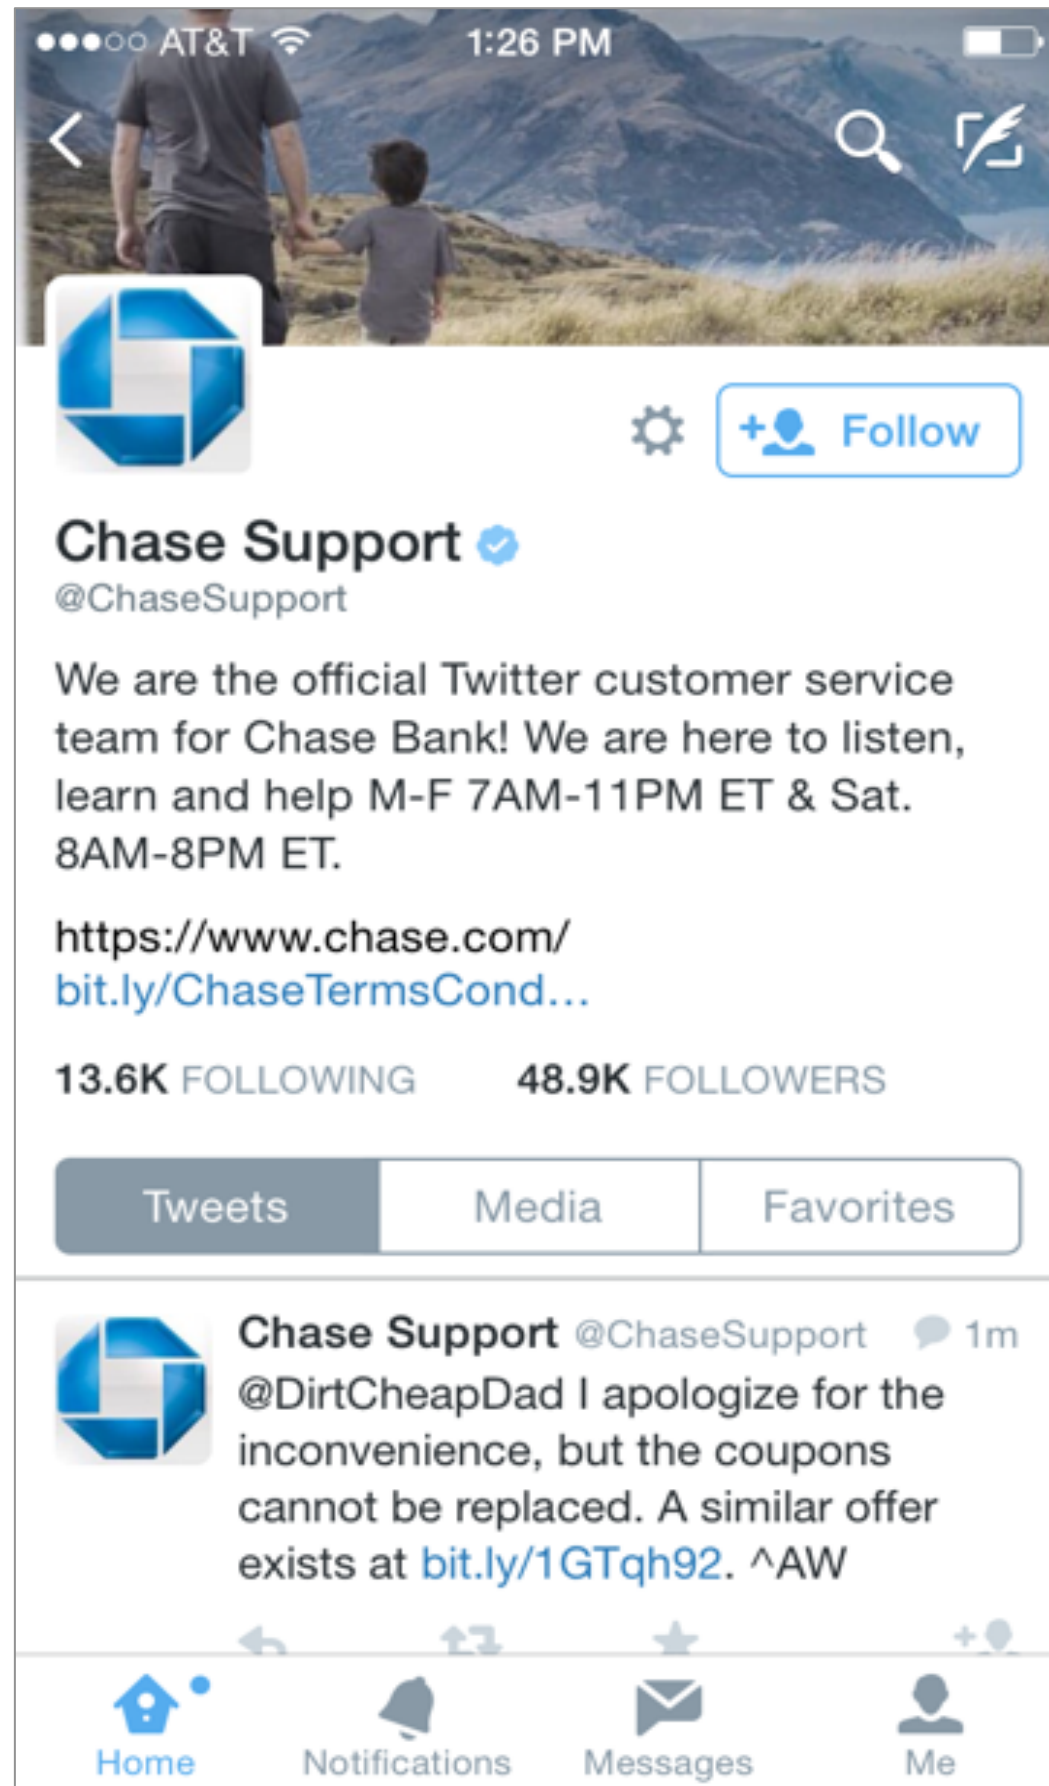 AT&T 1:26 PM
Follow
Chase Support
@ChaseSupport
We are the official Twitter customer service
team for Chase Bank! We are here to listen,
learn and help M-F 7AM-11PM ET & Sat.
8AM-8PM ET.
https://www.chase.com/
bit.ly/ChaseTermsCond...
13.6K FOLLOWING 48.9K FOLLOWERS
Tweets Media Favorites
Chase Support @ChaseSupport 1m
@DirtCheapDad I apologize for the
inconvenience, but the coupons
cannot be replaced. A similar offer
exists at bit.ly/1GTqh92. ^AW
Home Notifications Messages Me